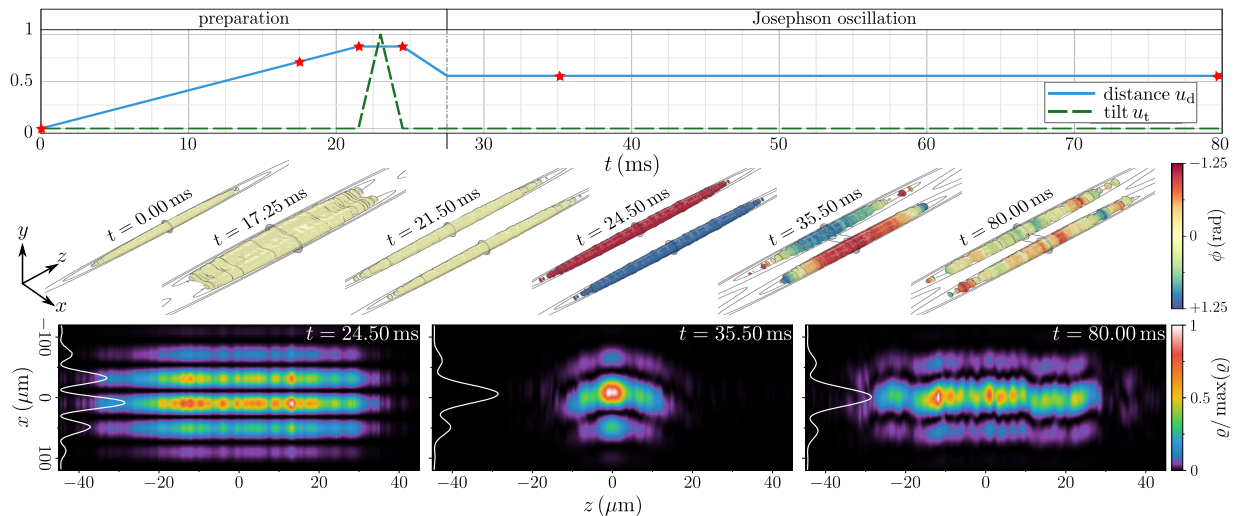 preparation
Josephson oscillation
1
0.5
0
distance u_d
tilt u_t
0 10 20 30 40 50 60 70 80
t (ms)
t = 0.00 ms
t = 17.25 ms
t = 21.50 ms
t = 24.50 ms
t = 35.50 ms
t = 80.00 ms
y
z
x
−1.25
0
+1.25
ϕ (rad)
t = 24.50 ms
t = 35.50 ms
t = 80.00 ms
−100
0
100
x (μm)
1
0.5
0
ϱ/ max(ϱ)
−40 −20 0 20 40
−40 −20 0 20 40
−40 −20 0 20 40
z (μm)